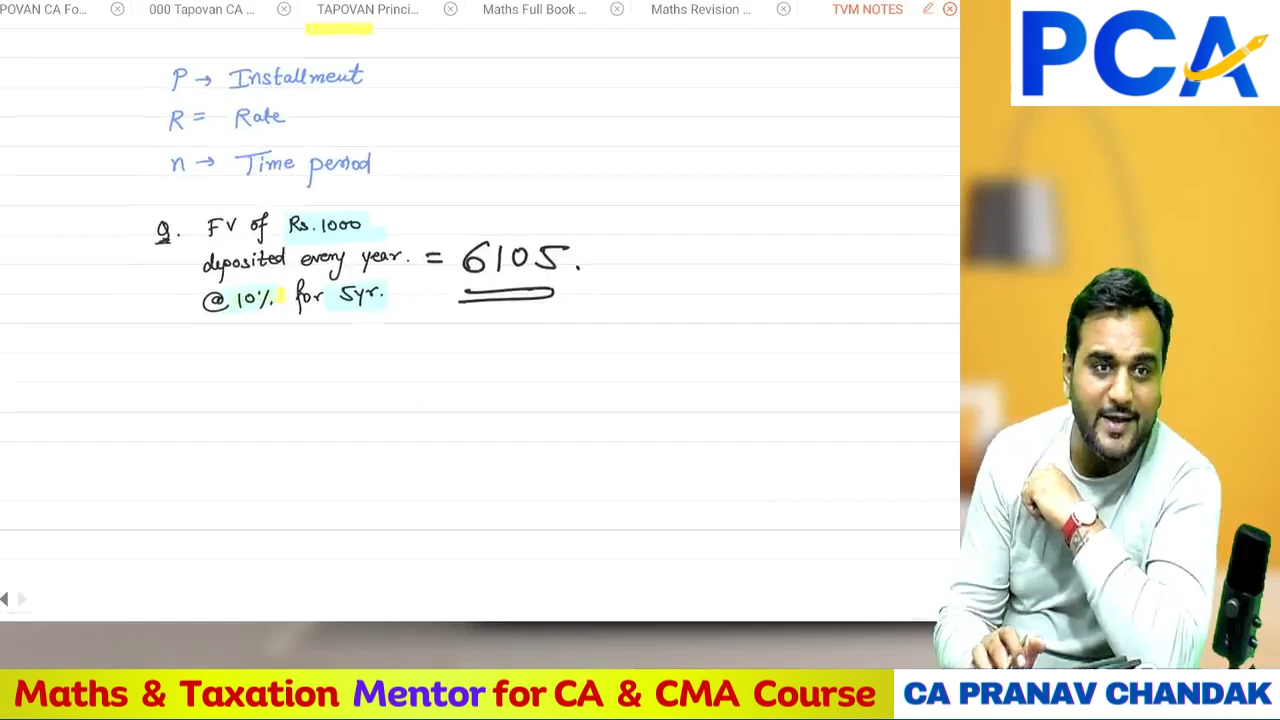 POVAN CA Fo...
000 Tapovan CA ...
TAPOVAN Princi...
Maths Full Book ...
Maths Revision ...
TVM NOTES
PCA
P → Installment
R = Rate
n → Time period
Q. FV of Rs. 1000
deposited every year. = 6105.
@ 10% for 5yr.
Maths & Taxation Mentor for CA & CMA Course
CA PRANAV CHANDAK